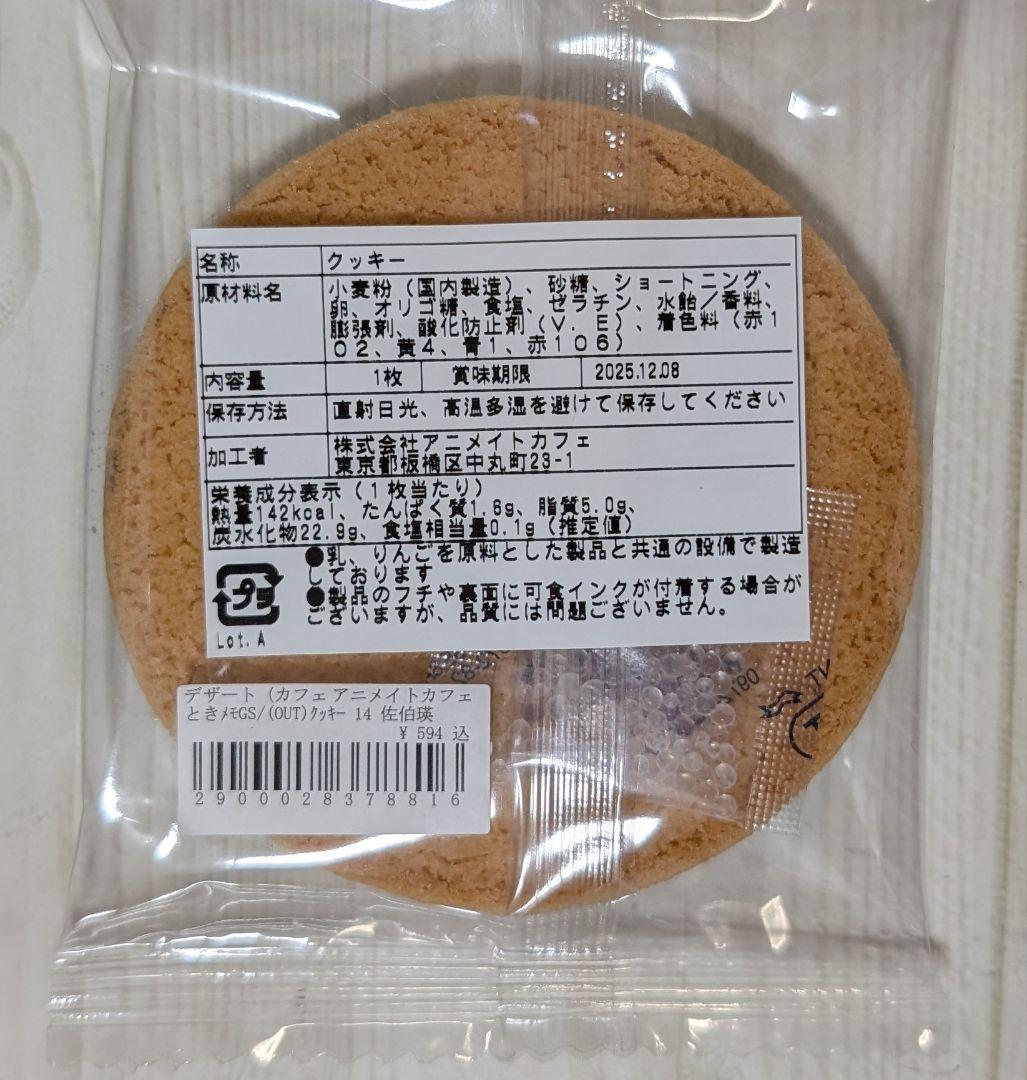 名称 クッキー
原材料名 小麦粉（国内製造）、砂糖、ショートニング、
卵、オリゴ糖、食塩、ゼラチン、水飴／香料、
膨張剤、酸化防止剤（V．E）、着色料（赤1
02、黄4、青1、赤106）
内容量 1枚 賞味期限 2025.12.08
保存方法 直射日光、高温多湿を避けて保存してください
加工者 株式会社アニメイトカフェ
東京都板橋区中丸町23-1
栄養成分表示（1枚当たり）
熱量142kcal、たんぱく質1.6g、脂質5.0g、
炭水化物22.9g、食塩相当量0.1g（推定値）
●乳、りんごを原料とした製品と共通の設備で製造
しております
●製品のフチや裏面に可食インクが付着する場合が
ございますが、品質には問題ございません。
プラ
Lot.A
デザート (カフェ アニメイトカフェ
ときﾒﾓGS/(OUT)ｸｯｷｰ 14 佐伯瑛
¥ 594 込
2900028378816